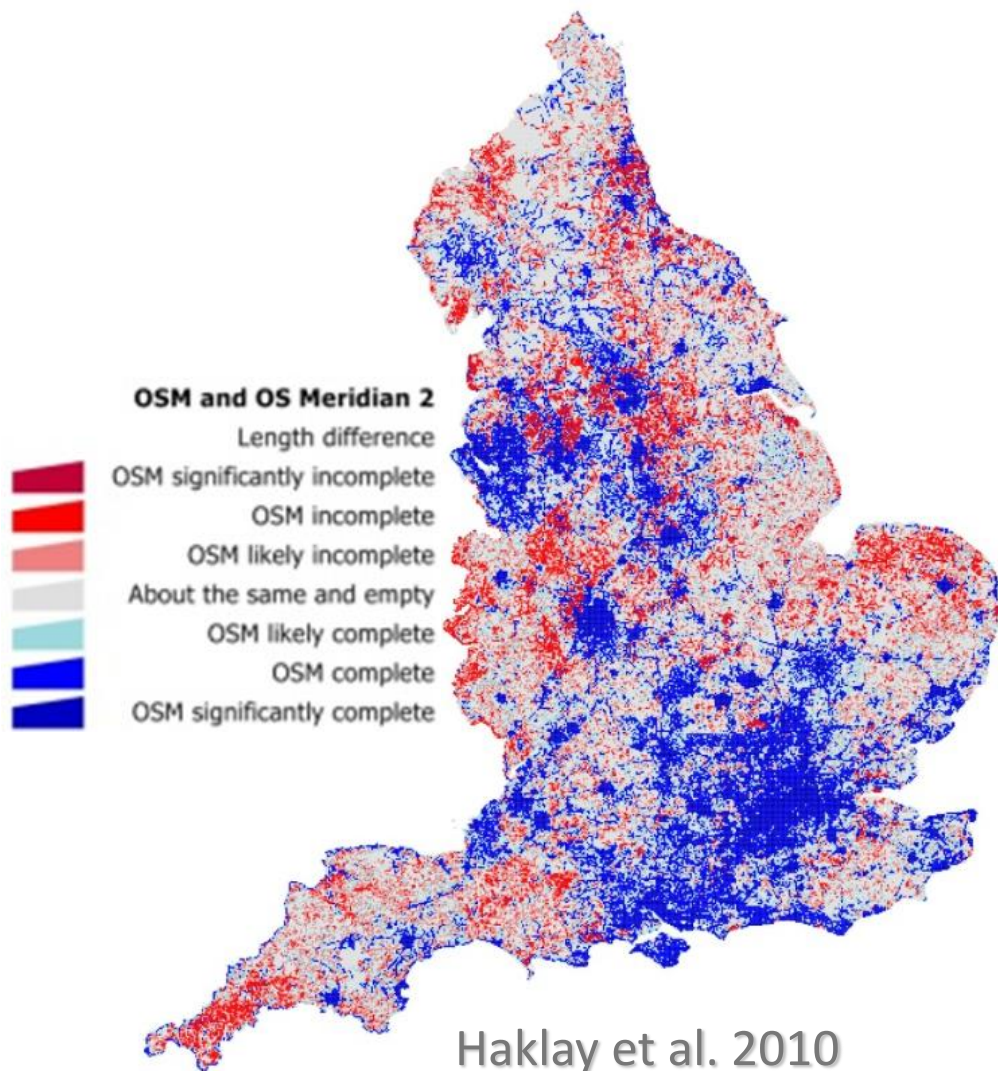 OSM and OS Meridian 2
Length difference
OSM significantly incomplete
OSM incomplete
OSM likely incomplete
About the same and empty
OSM likely complete
OSM complete
OSM significantly complete
Haklay et al. 2010